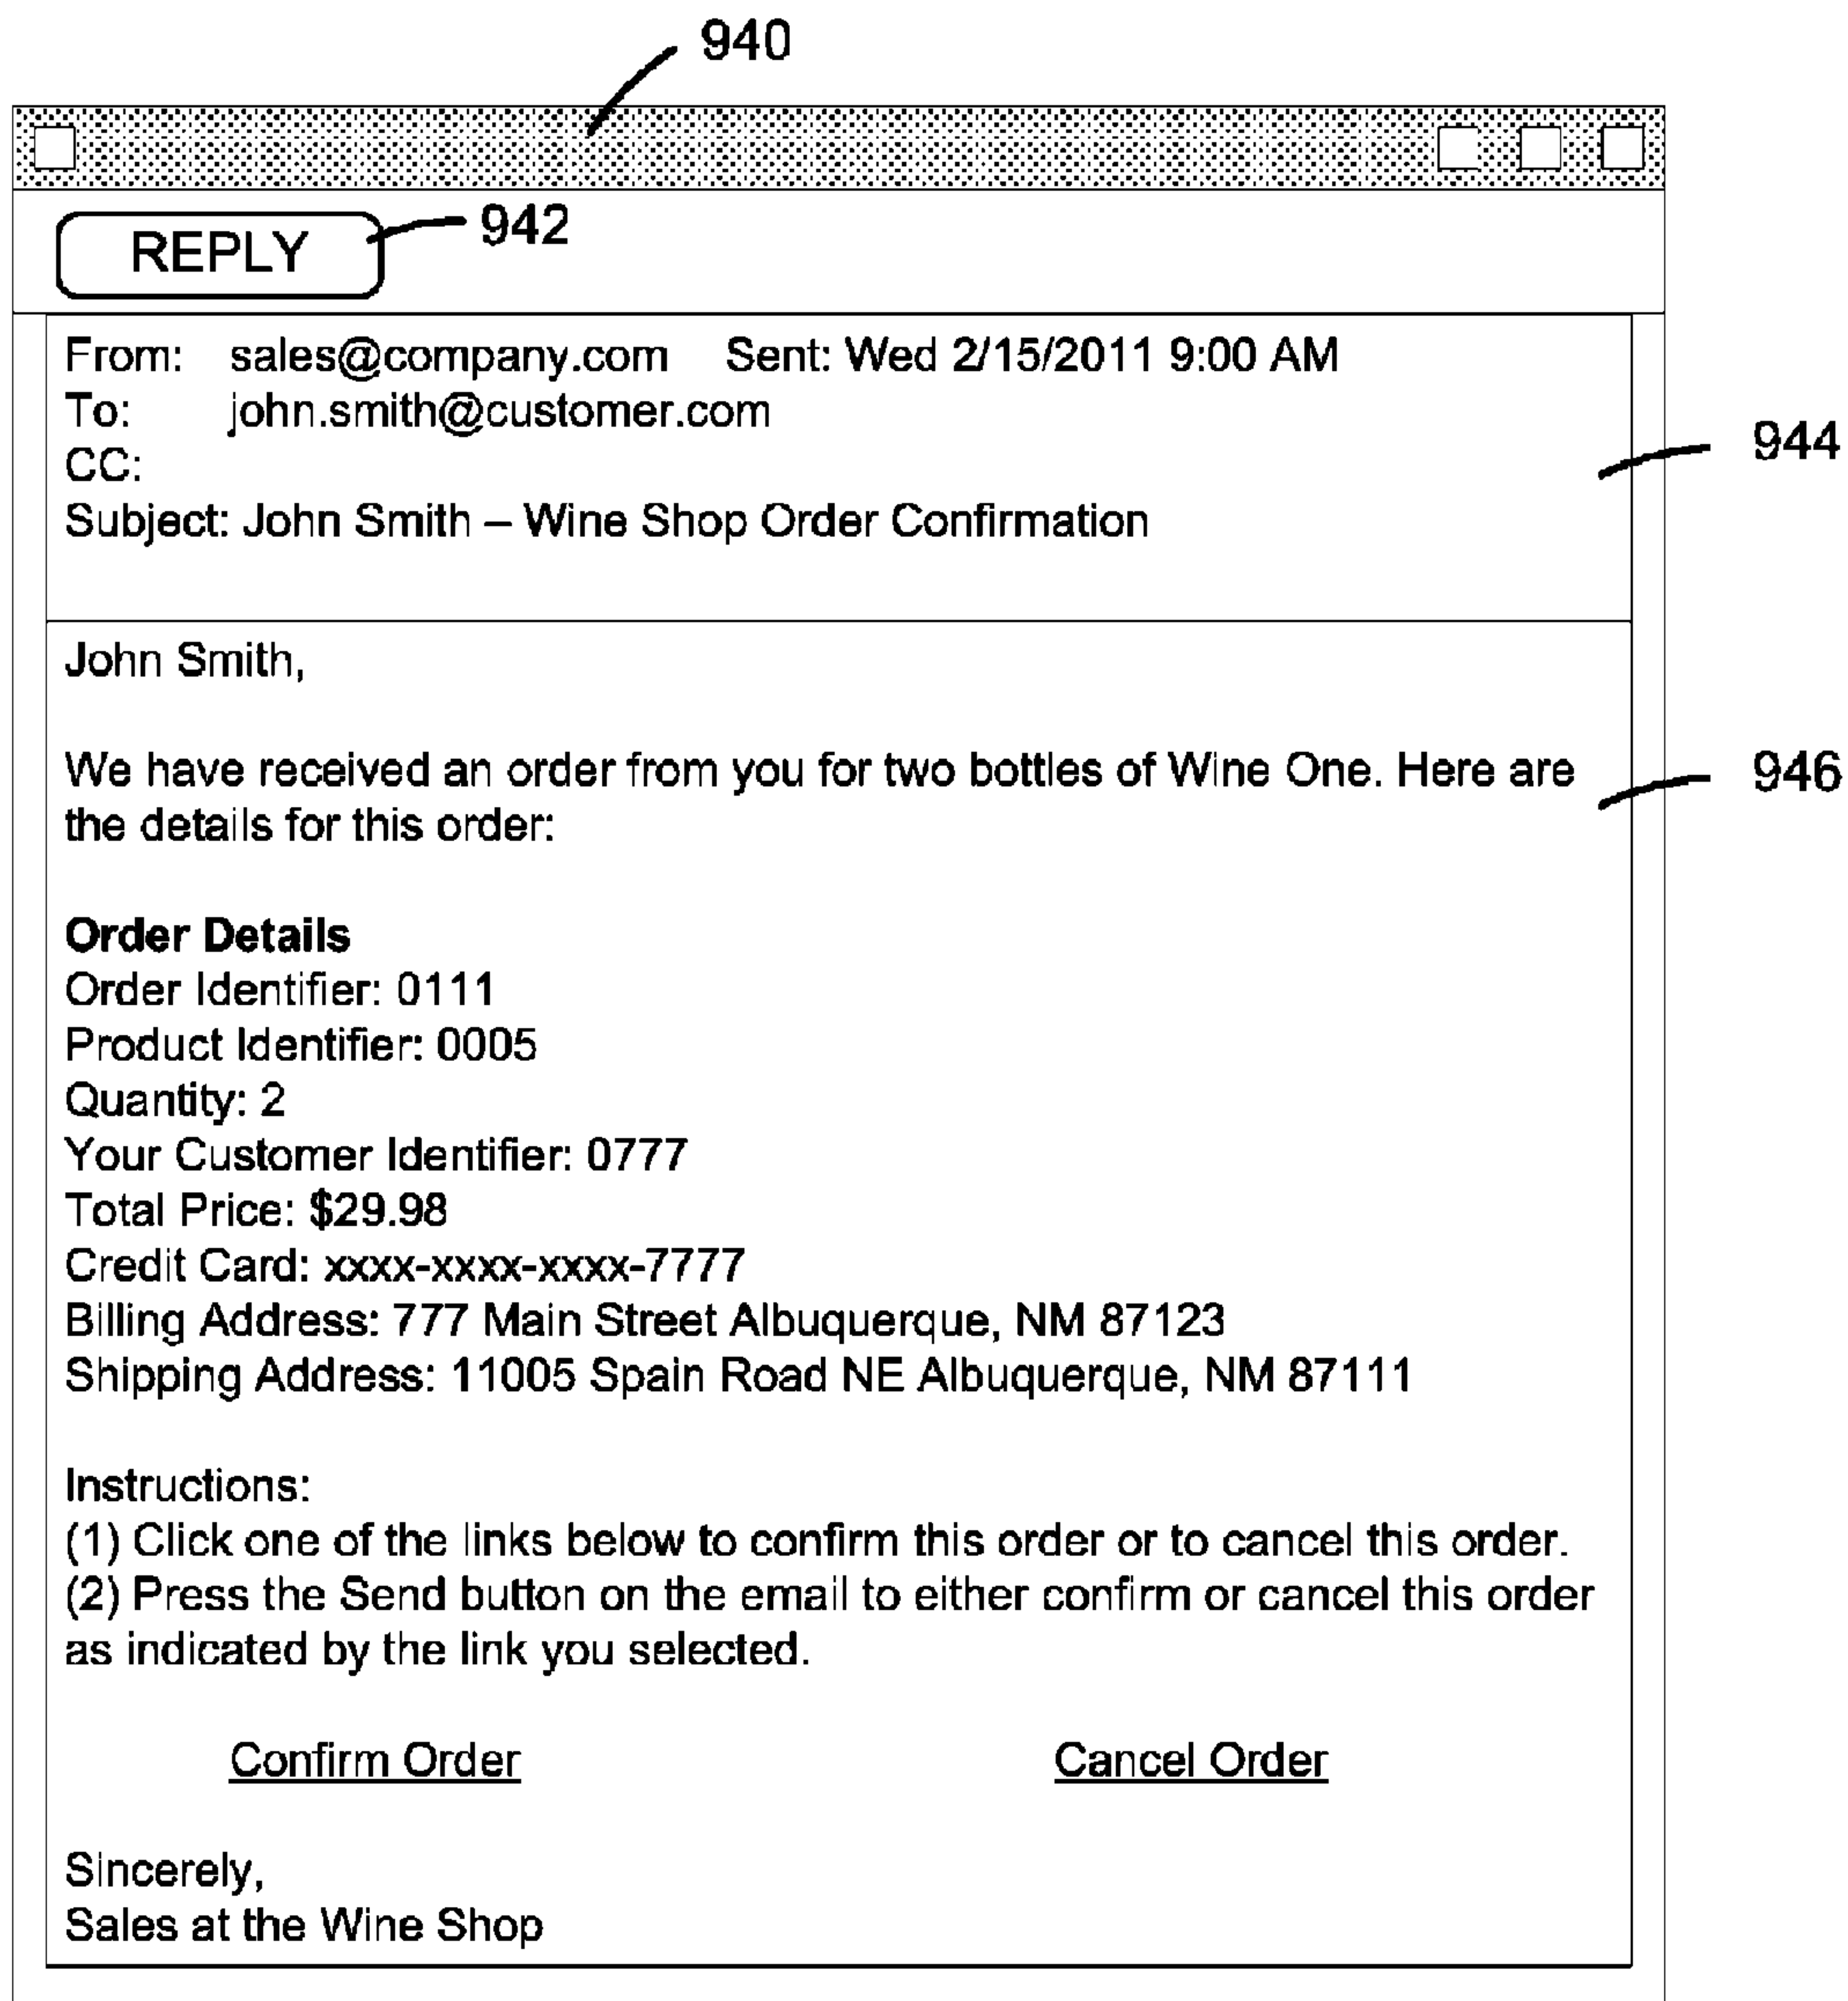 940
REPLY
942
From: sales@company.com Sent: Wed 2/15/2011 9:00 AM
To: john.smith@customer.com
CC:
944
Subject: John Smith – Wine Shop Order Confirmation
John Smith,
We have received an order from you for two bottles of Wine One. Here are
946
the details for this order:
Order Details
Order Identifier: 0111
Product Identifier: 0005
Quantity: 2
Your Customer Identifier: 0777
Total Price: $29.98
Credit Card: xxxx-xxxx-xxxx-7777
Billing Address: 777 Main Street Albuquerque, NM 87123
Shipping Address: 11005 Spain Road NE Albuquerque, NM 87111
Instructions:
(1) Click one of the links below to confirm this order or to cancel this order.
(2) Press the Send button on the email to either confirm or cancel this order
as indicated by the link you selected.
Confirm Order
Cancel Order
Sincerely,
Sales at the Wine Shop